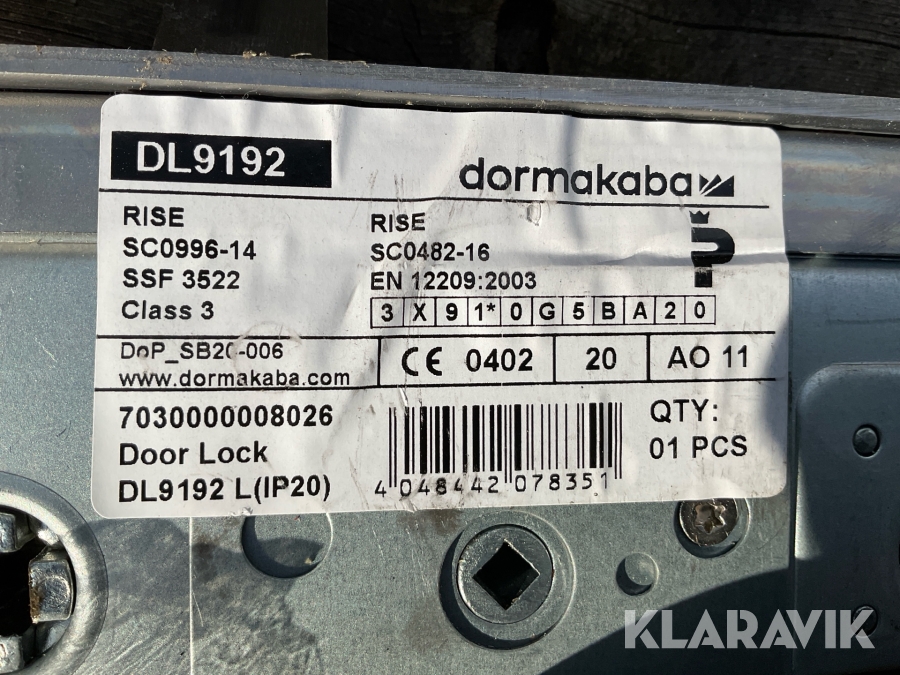 DL9192
dormakaba
RISE
SC0996-14
SSF 3522
Class 3
RISE
SC0482-16
EN 12209:2003
3 X 9 1* 0 G 5 B A 2 0
P
DoP_SB20-006
www.dormakaba.com
CE 0402
20
AO 11
7030000008026
Door Lock
DL9192 L(IP20)
4 048442 078351
QTY:
01 PCS
KLARAVIK